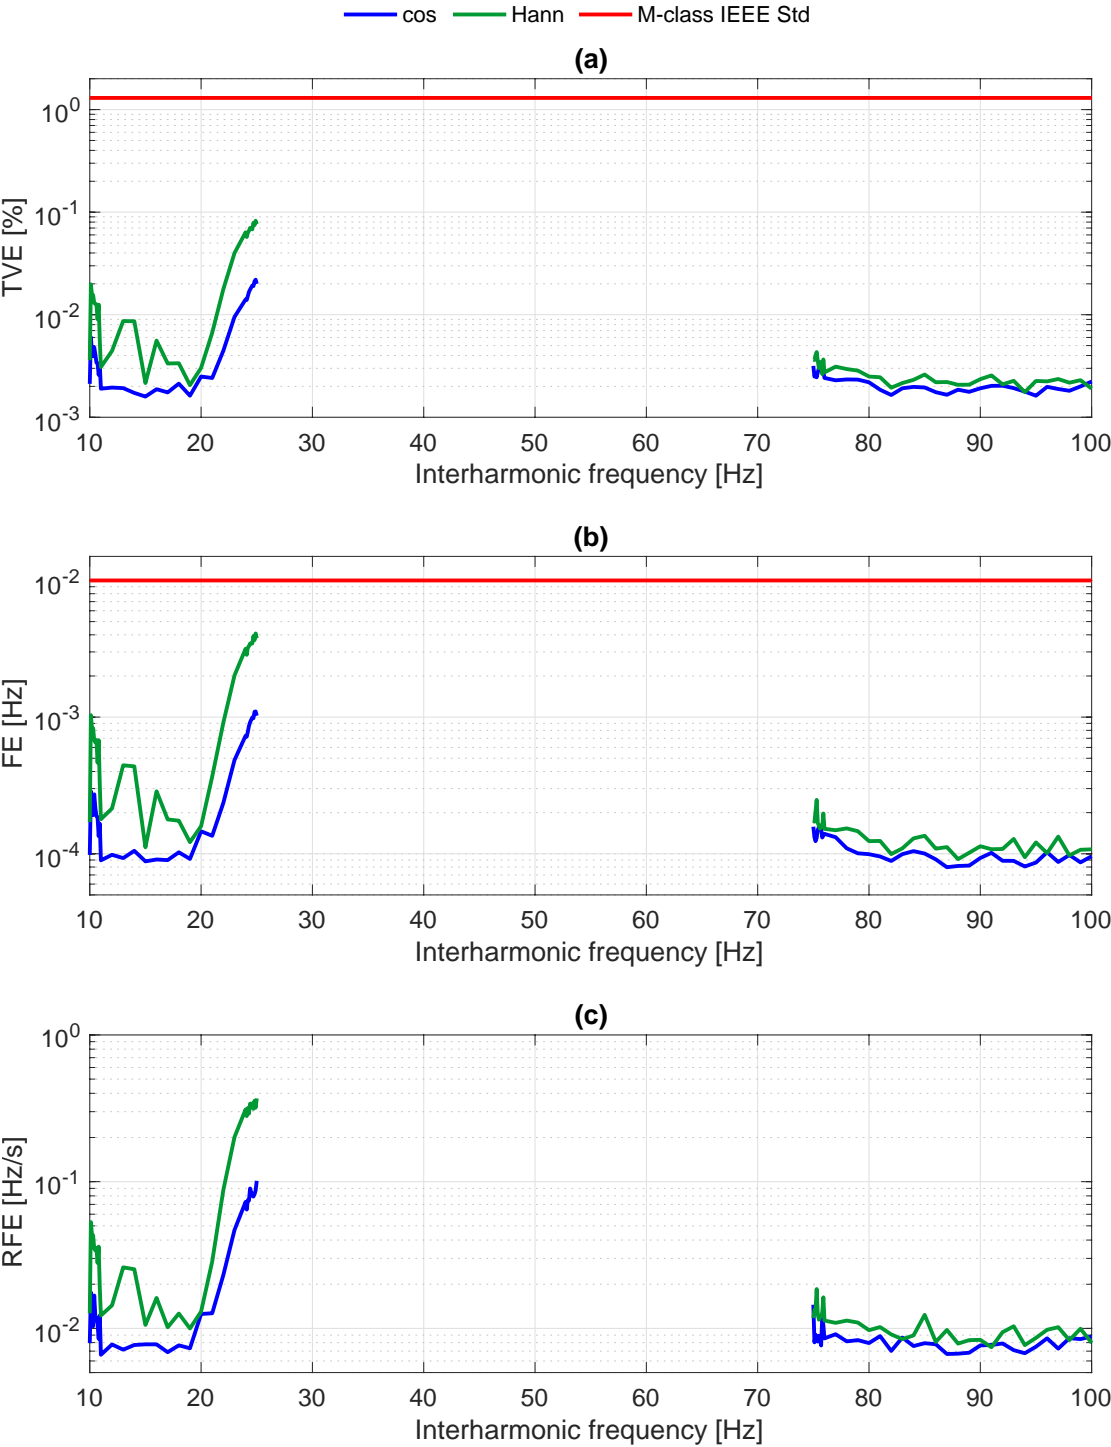 cos Hann M-class IEEE Std
(a)
10^0
10^-1
10^-2
10^-3
TVE [%]
10 20 30 40 50 60 70 80 90 100
Interharmonic frequency [Hz]
(b)
10^-2
10^-3
10^-4
FE [Hz]
10 20 30 40 50 60 70 80 90 100
Interharmonic frequency [Hz]
(c)
10^0
10^-1
10^-2
RFE [Hz/s]
10 20 30 40 50 60 70 80 90 100
Interharmonic frequency [Hz]